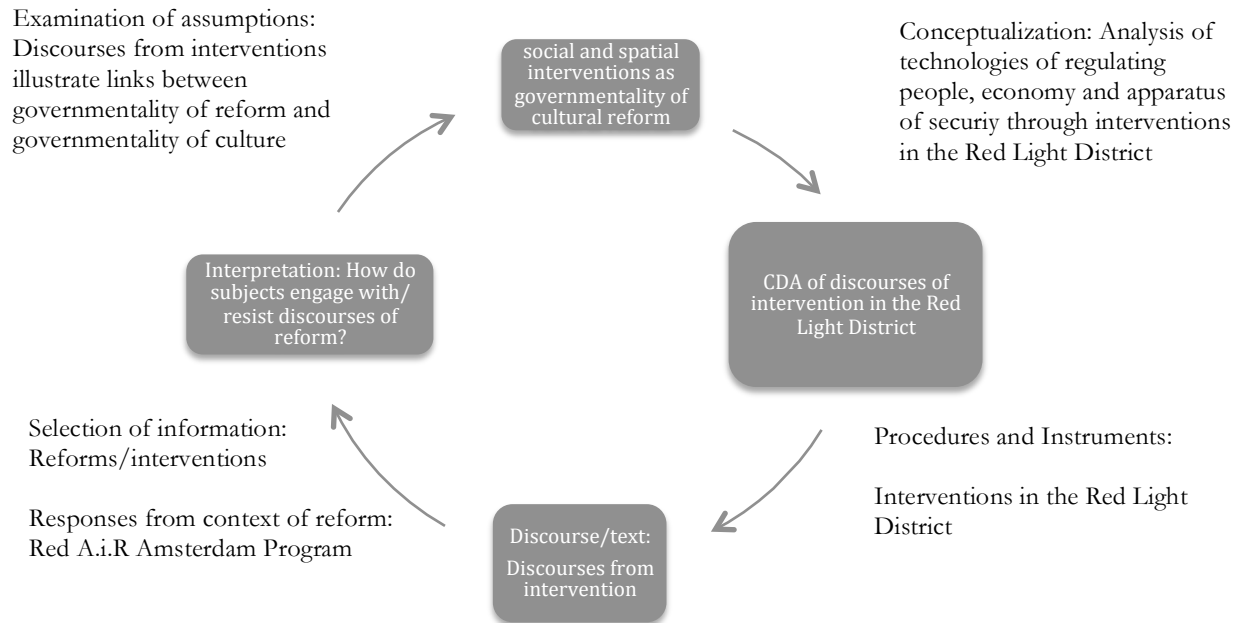 Examination of assumptions:
Discourses from interventions
illustrate links between
governmentality of reform and
governmentality of culture
social and spatial
interventions as
governmentality of
cultural reform
Conceptualization: Analysis of
technologies of regulating
people, economy and apparatus
of securiy through interventions
in the Red Light District
Interpretation: How do
subjects engage with/
resist discourses of
reform?
CDA of discourses of
intervention in the Red
Light District
Selection of information:
Reforms/interventions
Responses from context of reform:
Red A.i.R Amsterdam Program
Discourse/text:
Discourses from
intervention
Procedures and Instruments:
Interventions in the Red Light
District